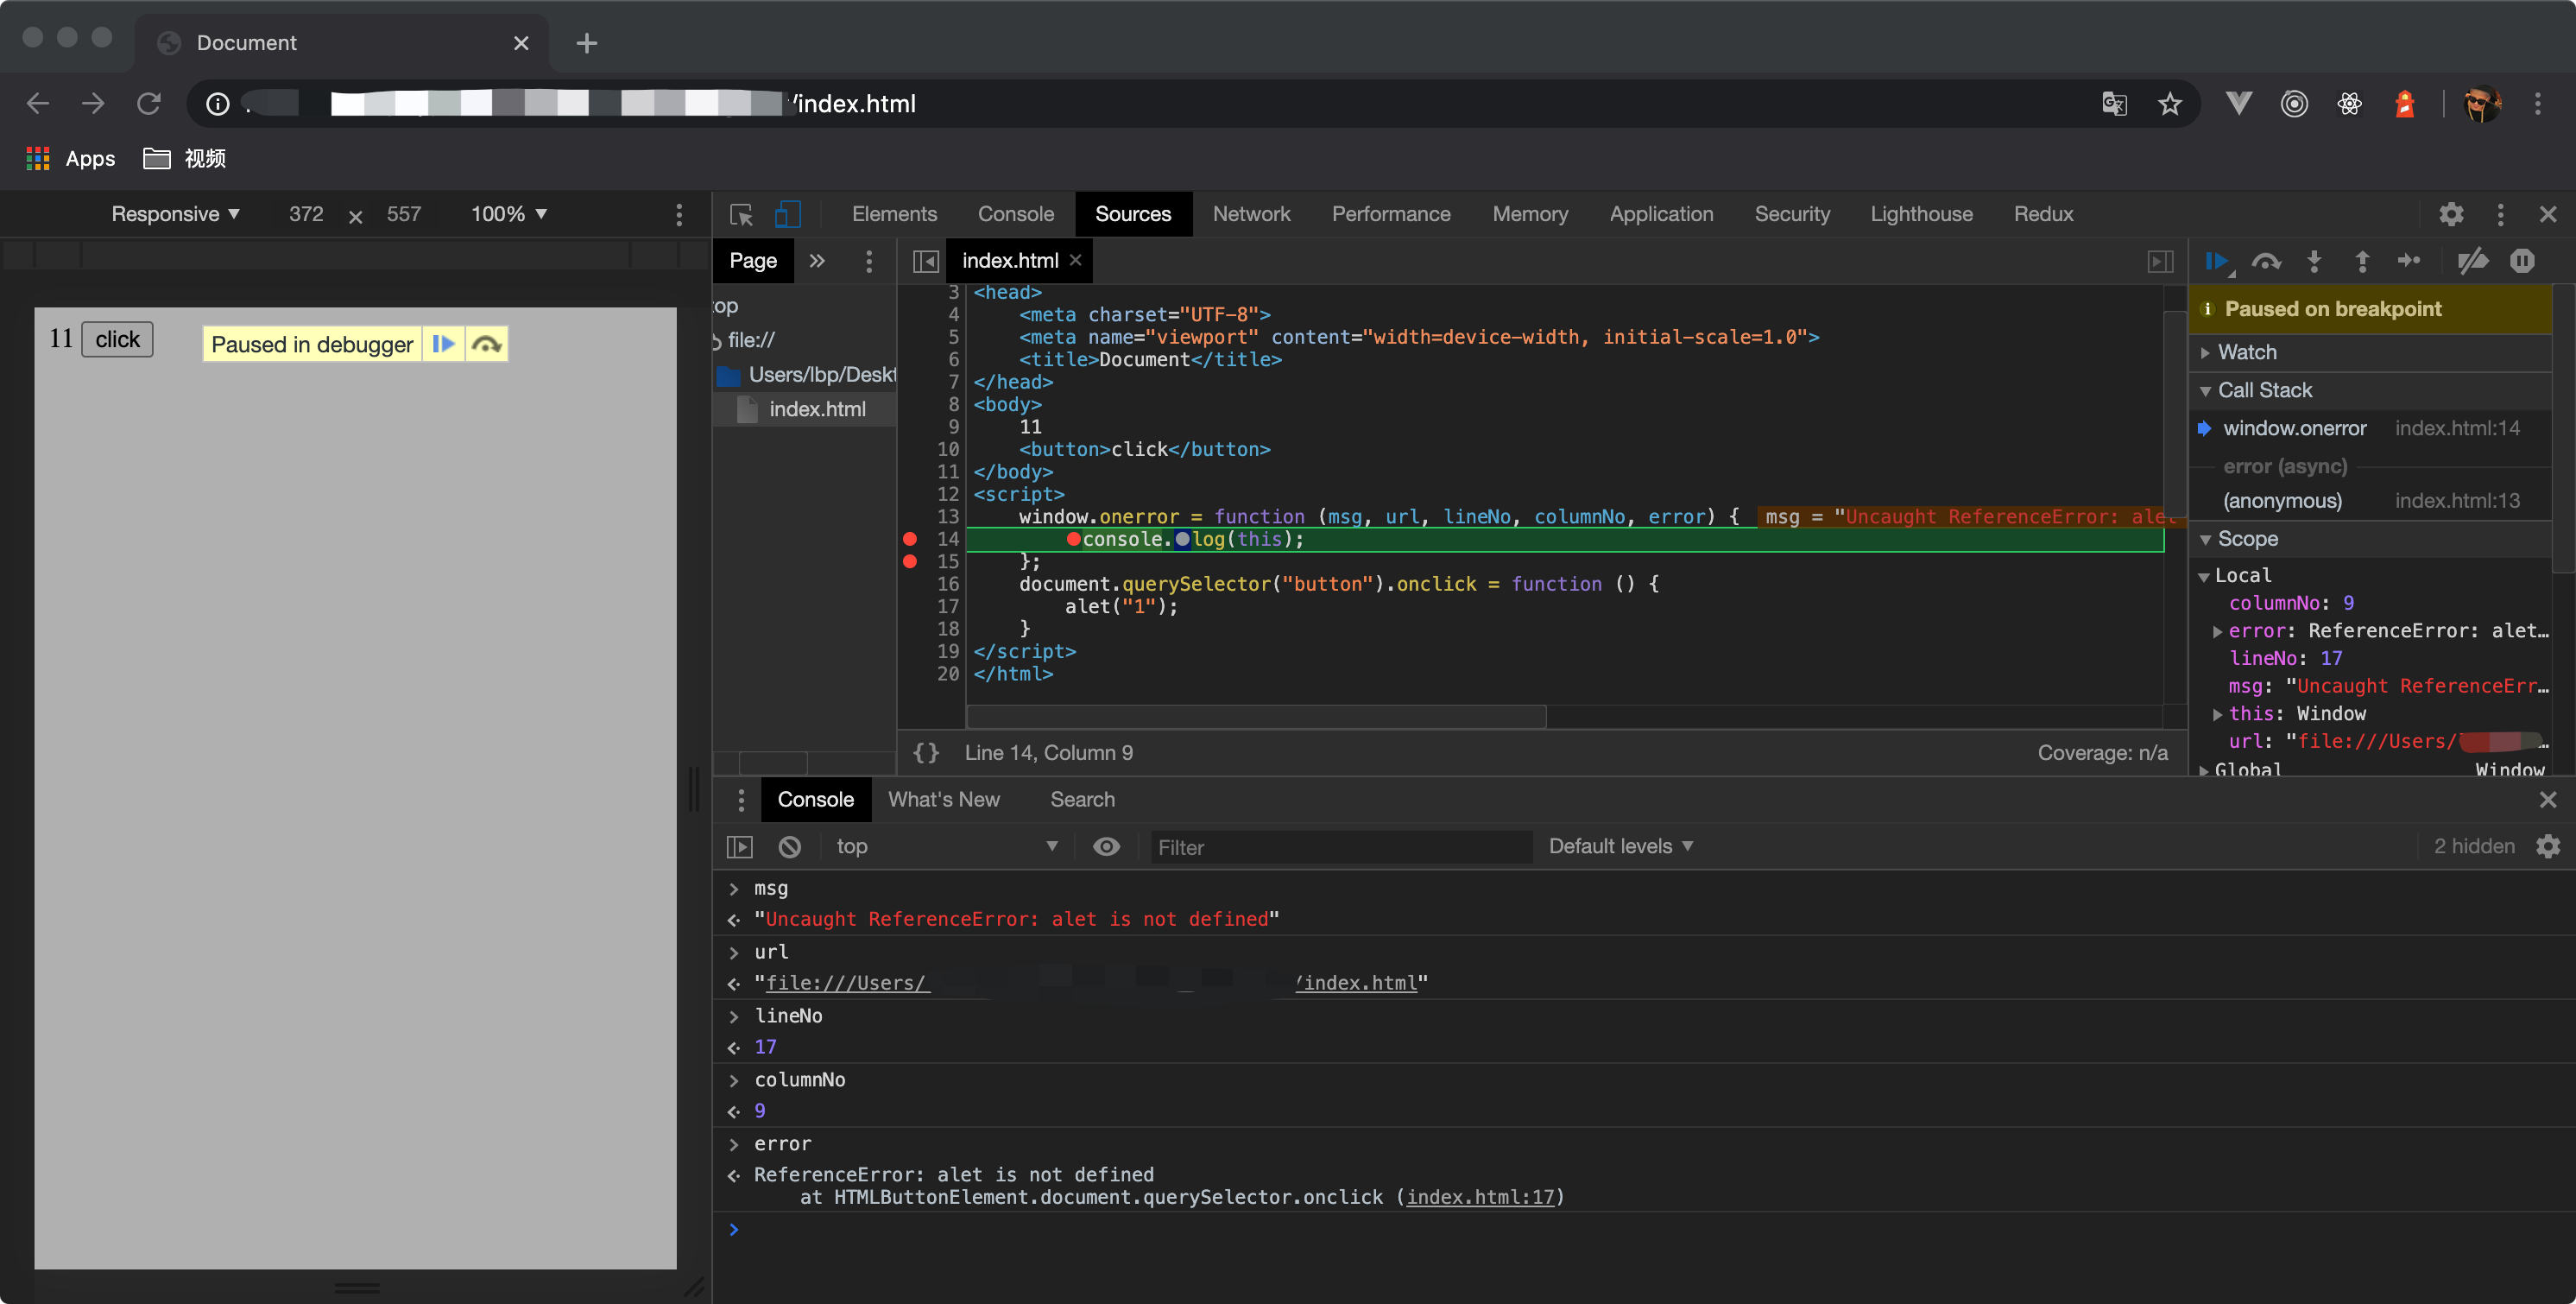 Document
/index.html
Apps
视频
Responsive
372 × 557
100%
Elements
Console
Sources
Network
Performance
Memory
Application
Security
Lighthouse
Redux
Page
index.html
11
click
Paused in debugger
op
file://
Users/lbp/Deskt
index.html
3 <head>
4 <meta charset="UTF-8">
5 <meta name="viewport" content="width=device-width, initial-scale=1.0">
6 <title>Document</title>
7 </head>
8 <body>
9 11
10 <button>click</button>
11 </body>
12 <script>
13 window.onerror = function (msg, url, lineNo, columnNo, error) { msg = "Uncaught ReferenceError: alet
14 console.log(this);
15 };
16 document.querySelector("button").onclick = function () {
17 alet("1");
18 }
19 </script>
20 </html>
{} Line 14, Column 9
Coverage: n/a
Paused on breakpoint
Watch
Call Stack
window.onerror index.html:14
error (async)
(anonymous) index.html:13
Scope
Local
columnNo: 9
error: ReferenceError: alet…
lineNo: 17
msg: "Uncaught ReferenceErr…
this: Window
url: "file:///Users/…
Global Window
Console
What's New
Search
top
Filter
Default levels
2 hidden
> msg
"Uncaught ReferenceError: alet is not defined"
> url
"file:///Users/ /index.html"
> lineNo
17
> columnNo
9
> error
ReferenceError: alet is not defined
at HTMLButtonElement.document.querySelector.onclick (index.html:17)
>